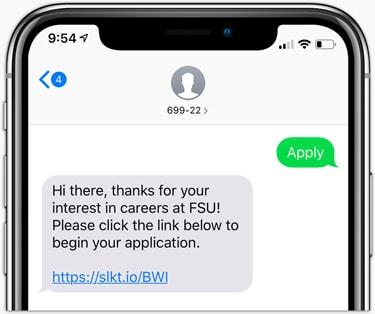 9:54
4
699-22 >
Apply
Hi there, thanks for your
interest in careers at FSU!
Please click the link below to
begin your application.
https://slkt.io/BWl